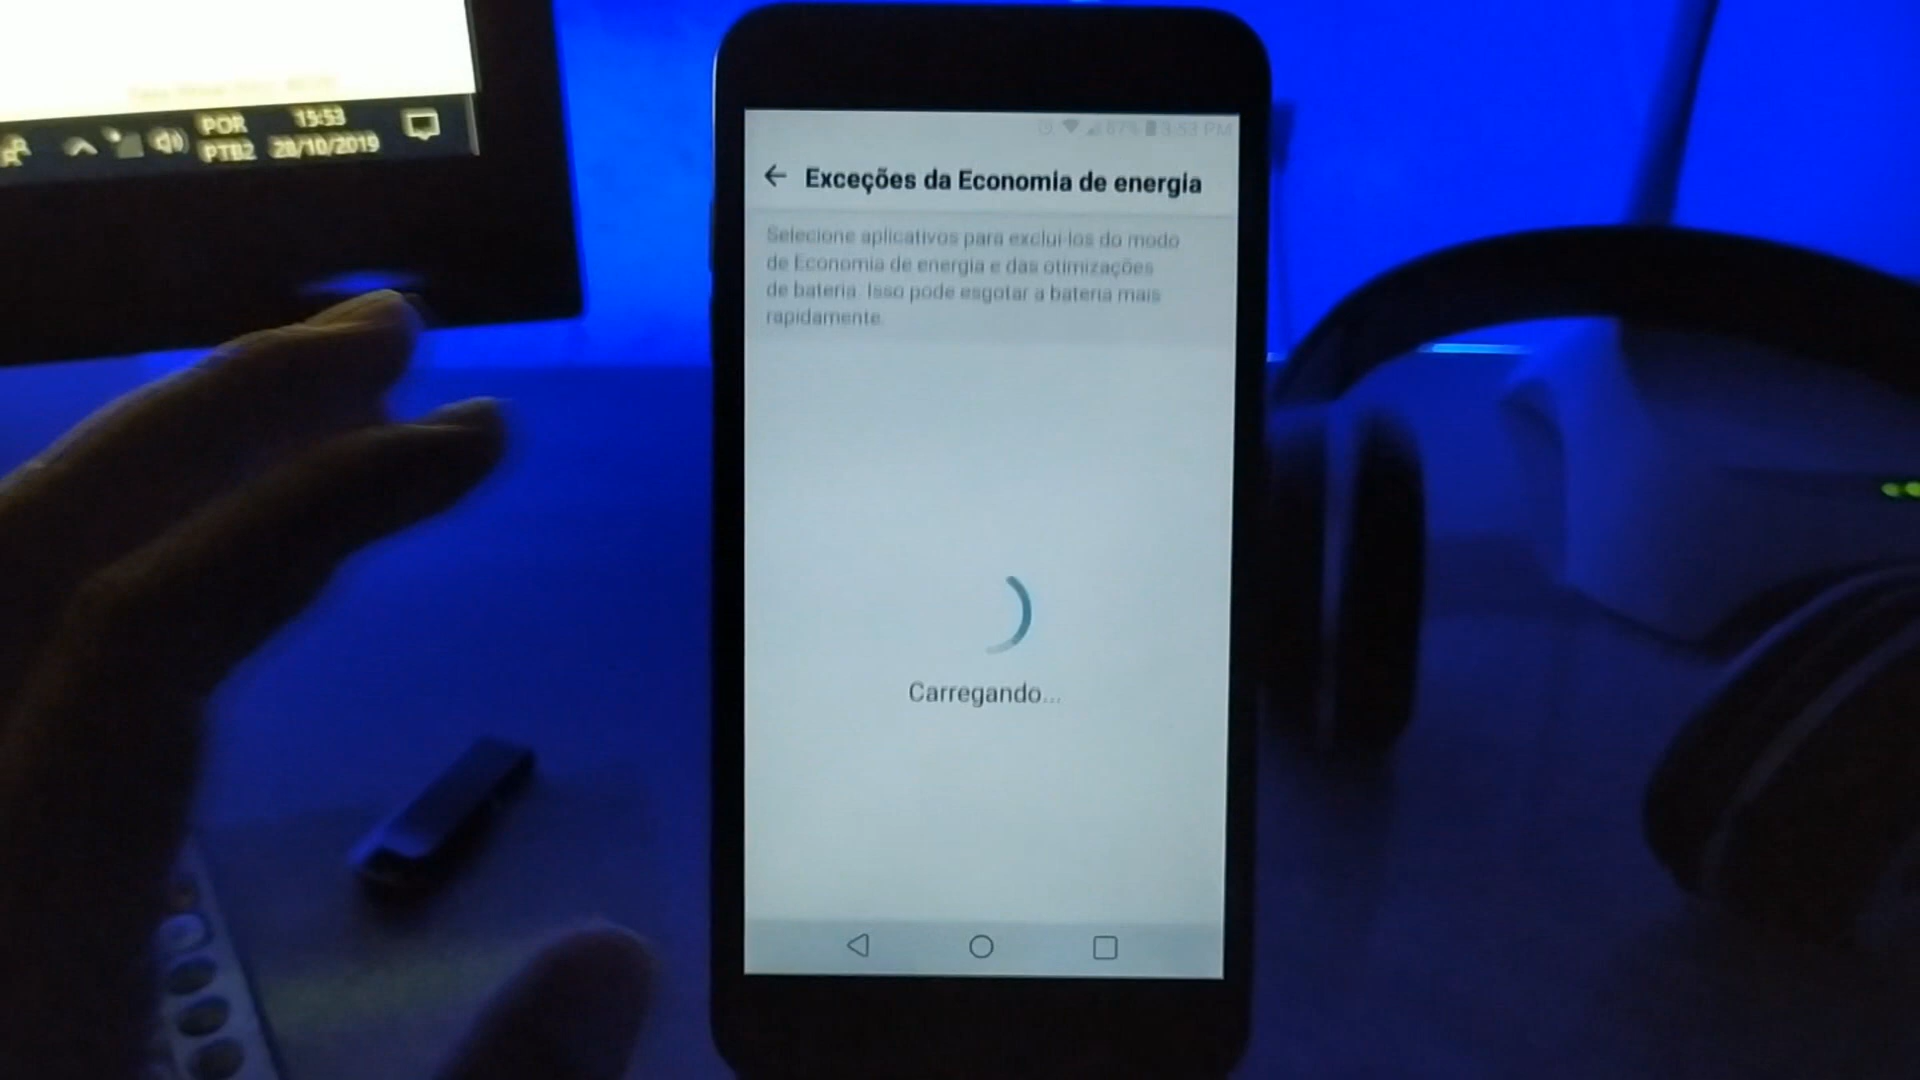 POR
PTB2
15:53
28/10/2019
67% 3:53 PM
Exceções da Economia de energia
Selecione aplicativos para excluí-los do modo
de Economia de energia e das otimizações
de bateria. Isso pode esgotar a bateria mais
rapidamente.
Carregando...